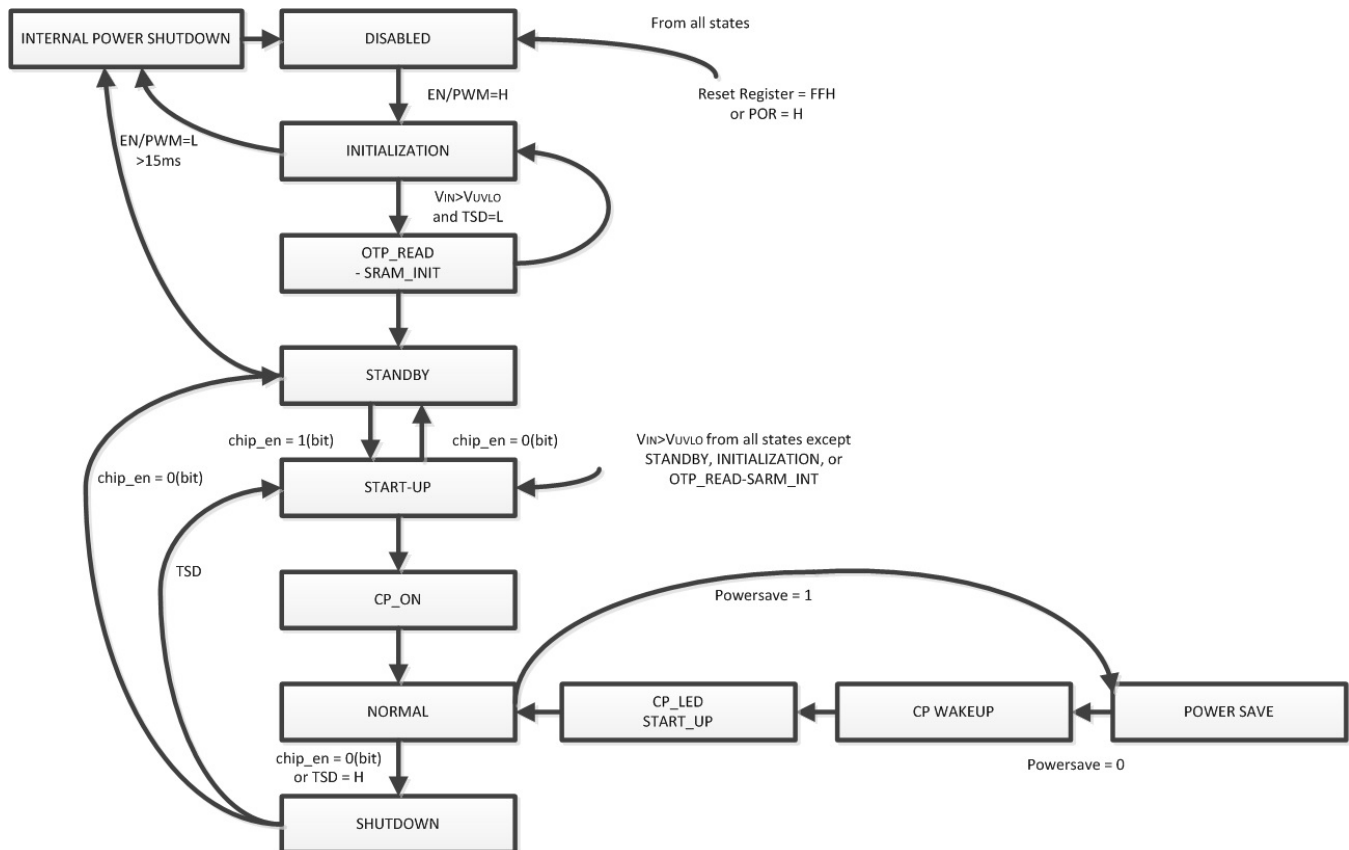 INTERNAL POWER SHUTDOWN
DISABLED
From all states
EN/PWM=H
Reset Register = FFH
or POR = H
EN/PWM=L
>15ms
INITIALIZATION
VIN>VUVLO
and TSD=L
OTP_READ
- SRAM_INIT
STANDBY
chip_en = 1(bit)
chip_en = 0(bit)
VIN>VUVLO from all states except
STANDBY, INITIALIZATION, or
OTP_READ-SARM_INT
chip_en = 0(bit)
START-UP
TSD
CP_ON
Powersave = 1
NORMAL
CP_LED
START_UP
CP WAKEUP
POWER SAVE
chip_en = 0(bit)
or TSD = H
Powersave = 0
SHUTDOWN